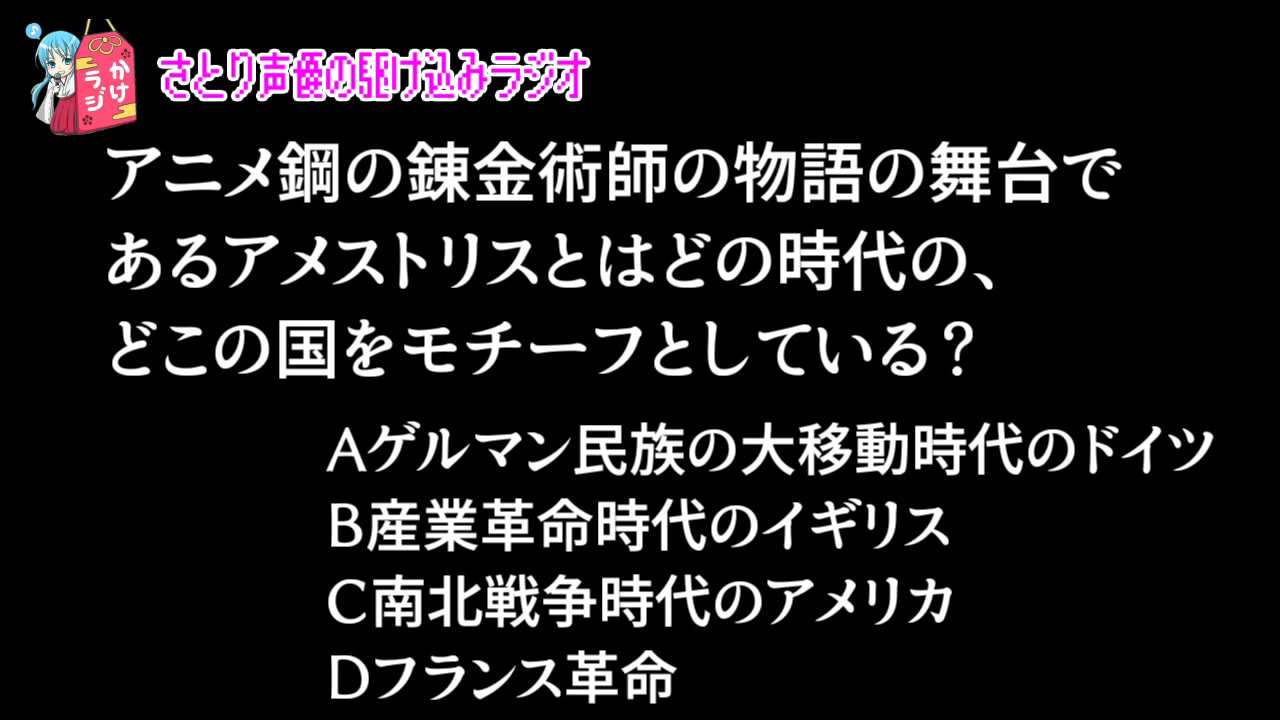 かけラジ
さとり声優の駆け込みラジオ
アニメ鋼の錬金術師の物語の舞台で
あるアメストリスとはどの時代の、
どこの国をモチーフとしている？
Aゲルマン民族の大移動時代のドイツ
B産業革命時代のイギリス
C南北戦争時代のアメリカ
Dフランス革命